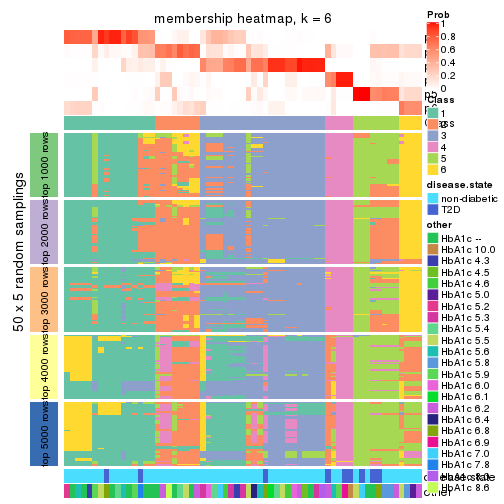 membership heatmap, k = 6
50 x 5 random samplings
top 1000 rows
top 2000 rows
top 3000 rows
top 4000 rows
top 5000 rows
Prob
1
0.8
0.6
0.4
0.2
0
Class
1
2
3
4
5
6
disease.state
non-diabetic
T2D
other
HbA1c --
HbA1c 10.0
HbA1c 4.3
HbA1c 4.5
HbA1c 4.6
HbA1c 5.0
HbA1c 5.2
HbA1c 5.3
HbA1c 5.4
HbA1c 5.5
HbA1c 5.6
HbA1c 5.8
HbA1c 5.9
HbA1c 6.0
HbA1c 6.1
HbA1c 6.2
HbA1c 6.4
HbA1c 6.8
HbA1c 6.9
HbA1c 7.0
HbA1c 7.8
HbA1c 8.6
other